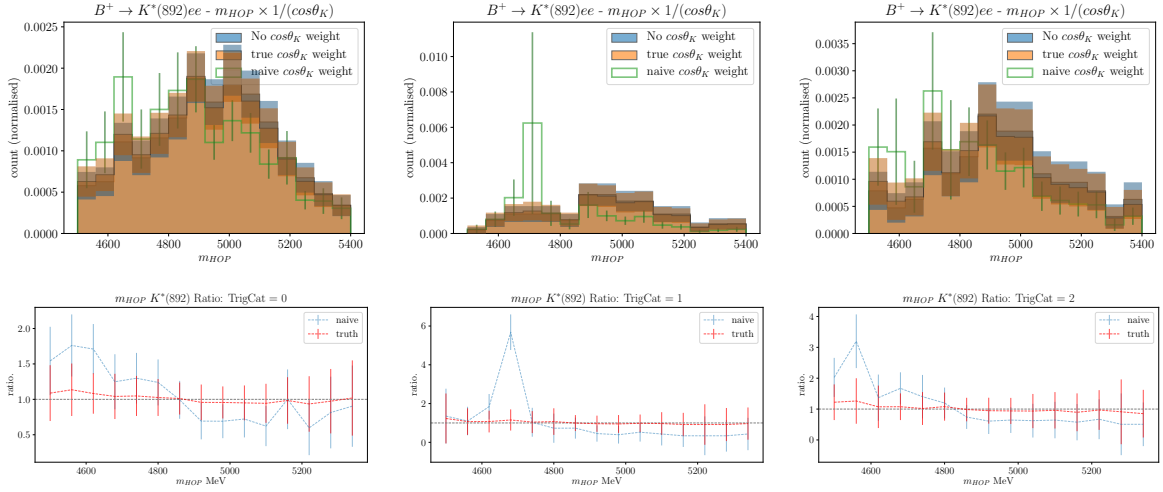 B⁺ → K*(892)ee - m_HOP × 1/(cosθ_K)
0.0025
0.0020
0.0015
0.0010
0.0005
0.0000
count (normalised)
No cosθ_K weight
true cosθ_K weight
naive cosθ_K weight
4600 4800 5000 5200 5400
m_HOP
B⁺ → K*(892)ee - m_HOP × 1/(cosθ_K)
0.012
0.010
0.008
0.006
0.004
0.002
0.000
count (normalised)
No cosθ_K weight
true cosθ_K weight
naive cosθ_K weight
4600 4800 5000 5200 5400
m_HOP
B⁺ → K*(892)ee - m_HOP × 1/(cosθ_K)
0.0035
0.0030
0.0025
0.0020
0.0015
0.0010
0.0005
0.0000
count (normalised)
No cosθ_K weight
true cosθ_K weight
naive cosθ_K weight
4600 4800 5000 5200 5400
m_HOP
m_HOP K*(892) Ratio: TrigCat = 0
2.0
1.5
1.0
0.5
ratio.
naive
truth
4600 4800 5000 5200
m_HOP MeV
m_HOP K*(892) Ratio: TrigCat = 1
6
4
2
0
ratio.
naive
truth
4600 4800 5000 5200
m_HOP MeV
m_HOP K*(892) Ratio: TrigCat = 2
4
3
2
1
0
ratio.
naive
truth
4600 4800 5000 5200
m_HOP MeV